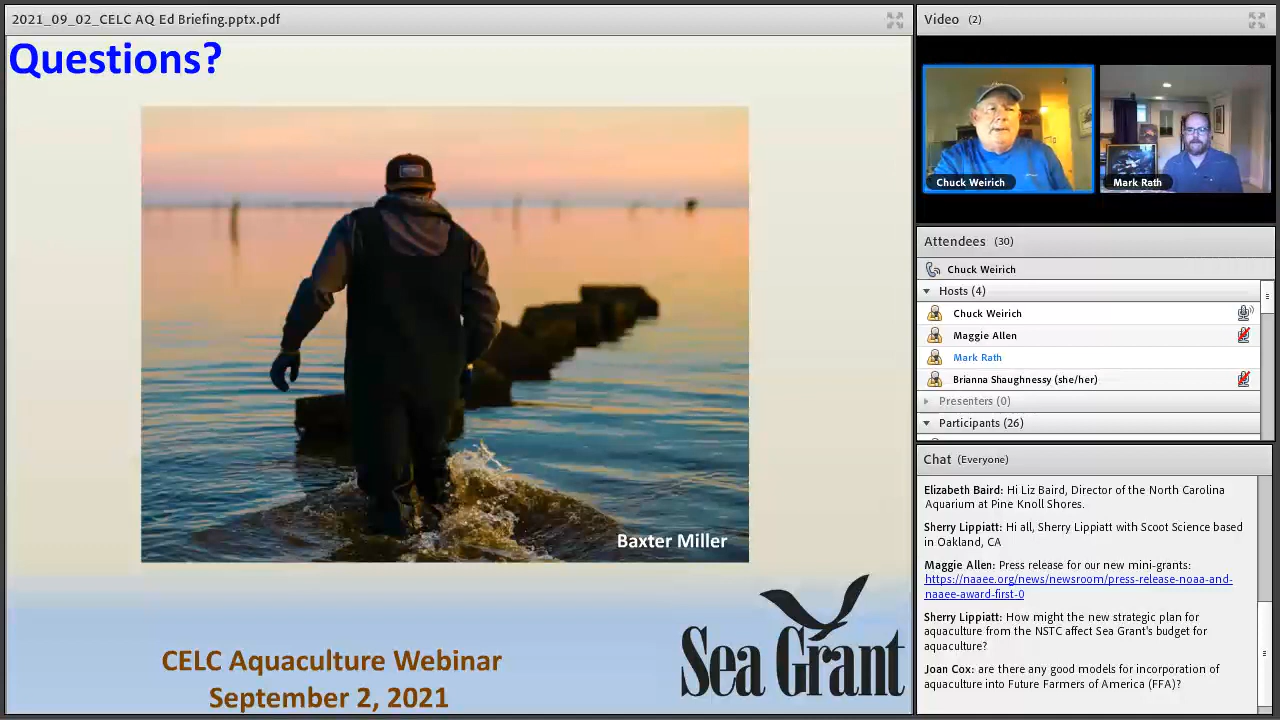 2021_09_02_CELC AQ Ed Briefing.pptx.pdf
Questions?
Baxter Miller
CELC Aquaculture Webinar
September 2, 2021
Sea Grant
Video (2)
Chuck Weirich
Mark Rath
Attendees (30)
Chuck Weirich
Hosts (4)
Chuck Weirich
Maggie Allen
Mark Rath
Brianna Shaughnessy (she/her)
Presenters (0)
Participants (26)
Chat (Everyone)
Elizabeth Baird: Hi Liz Baird, Director of the North Carolina
Aquarium at Pine Knoll Shores.
Sherry Lippiatt: Hi all, Sherry Lippiatt with Scoot Science based
in Oakland, CA
Maggie Allen: Press release for our new mini-grants:
https://naaee.org/news/newsroom/press-release-noaa-and-
naaee-award-first-0
Sherry Lippiatt: How might the new strategic plan for
aquaculture from the NSTC affect Sea Grant's budget for
aquaculture?
Joan Cox: are there any good models for incorporation of
aquaculture into Future Farmers of America (FFA)?